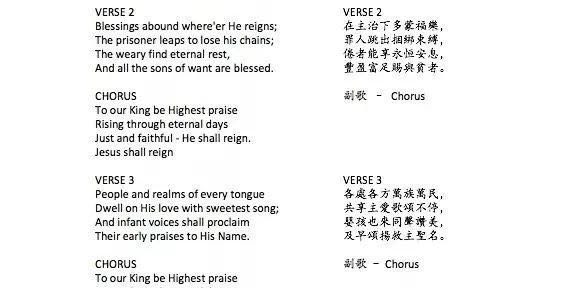 VERSE 2
Blessings abound where'er He reigns;
The prisoner leaps to lose his chains;
The weary find eternal rest,
And all the sons of want are blessed.
CHORUS
To our King be Highest praise
Rising through eternal days
Just and faithful - He shall reign.
Jesus shall reign
VERSE 3
People and realms of every tongue
Dwell on His love with sweetest song;
And infant voices shall proclaim
Their early praises to His Name.
CHORUS
To our King be Highest praise
VERSE 2
在主治下多蒙福樂,
罪人跳出捆綁束縛,
倦者能享永恒安息,
豐盈富足賜與貧者。
副歌 - Chorus
VERSE 3
各處各方萬族萬民,
共享主愛歌頌不停,
嬰孩也來同聲讚美,
及早頌揚救主聖名。
副歌 - Chorus